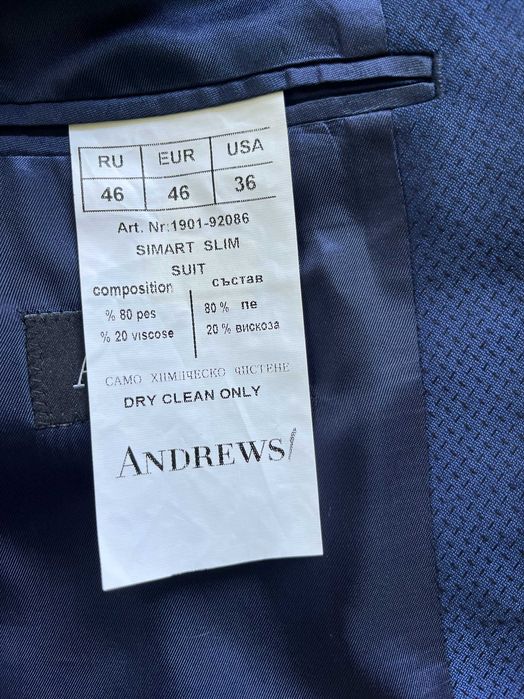 RU EUR USA
46 46 36
Art. Nr:1901-92086
SIMART SLIM
SUIT
composition състав
% 80 pes 80 % пе
% 20 viscose 20 % вискоза
САМО ХИМИЧЕСКО ЧИСТЕНЕ
DRY CLEAN ONLY
ANDREWS/